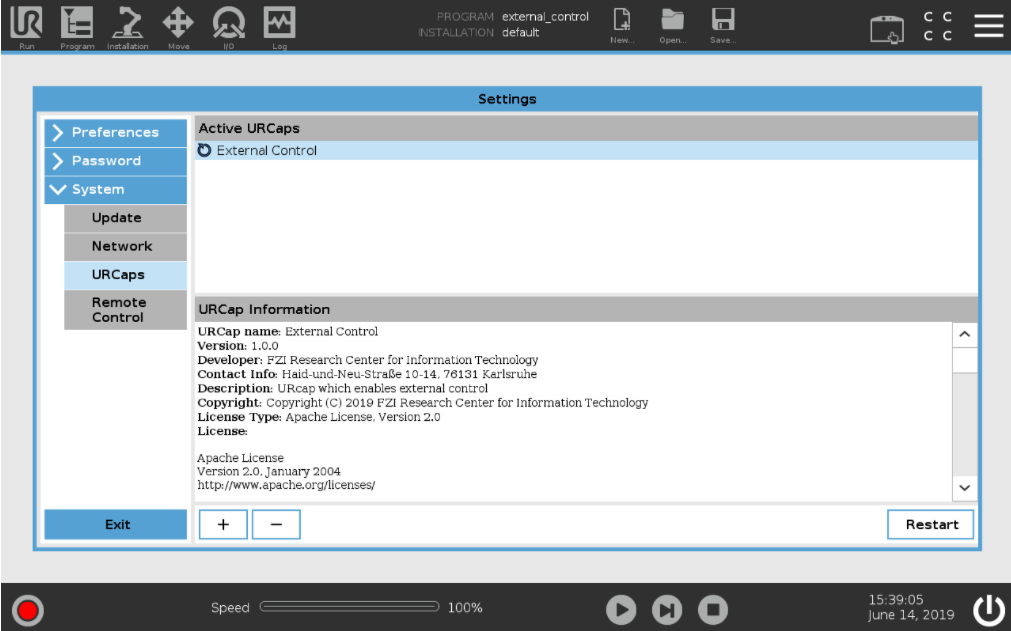 PROGRAM external_control
INSTALLATION default
UR
C C
C C
Run Program Installation Move I/O Log New... Open... Save...
Settings
Preferences
Password
System
Update
Network
URCaps
Remote
Control
Exit
Active URCaps
External Control
URCap Information
URCap name: External Control
Version: 1.0.0
Developer: FZI Research Center for Information Technology
Contact Info: Haid-und-Neu-Straße 10-14, 76131 Karlsruhe
Description: URcap which enables external control
Copyright: Copyright (C) 2019 FZI Research Center for Information Technology
License Type: Apache License, Version 2.0
License:
Apache License
Version 2.0, January 2004
http://www.apache.org/licenses/
+ −
Restart
Speed 100%
15:39:05
June 14, 2019